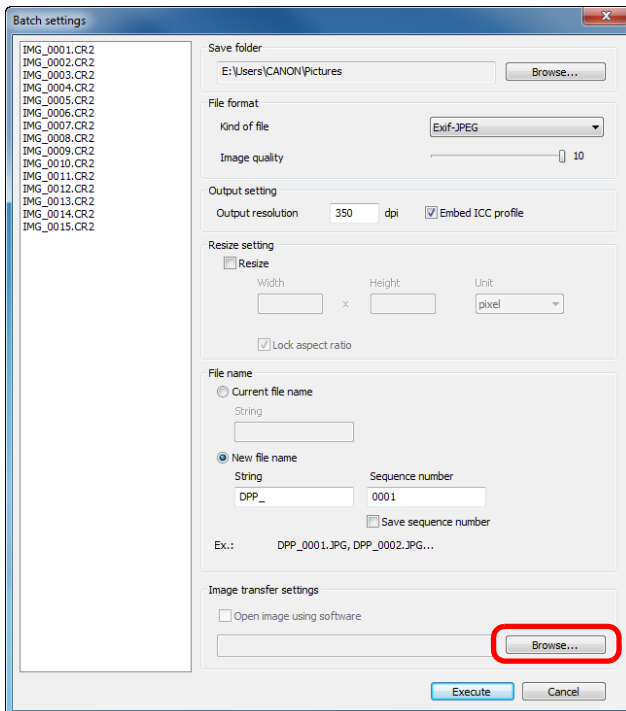 Batch settings
IMG_0001.CR2
IMG_0002.CR2
IMG_0003.CR2
IMG_0004.CR2
IMG_0005.CR2
IMG_0006.CR2
IMG_0007.CR2
IMG_0008.CR2
IMG_0009.CR2
IMG_0010.CR2
IMG_0011.CR2
IMG_0012.CR2
IMG_0013.CR2
IMG_0014.CR2
IMG_0015.CR2
Save folder
E:\Users\CANON\Pictures Browse...
File format
Kind of file Exif-JPEG
Image quality 10
Output setting
Output resolution 350 dpi Embed ICC profile
Resize setting
Resize
Width Height Unit
x pixel
Lock aspect ratio
File name
Current file name
String
New file name
String Sequence number
DPP_ 0001
Save sequence number
Ex.: DPP_0001.JPG, DPP_0002.JPG...
Image transfer settings
Open image using software
Browse...
Execute Cancel